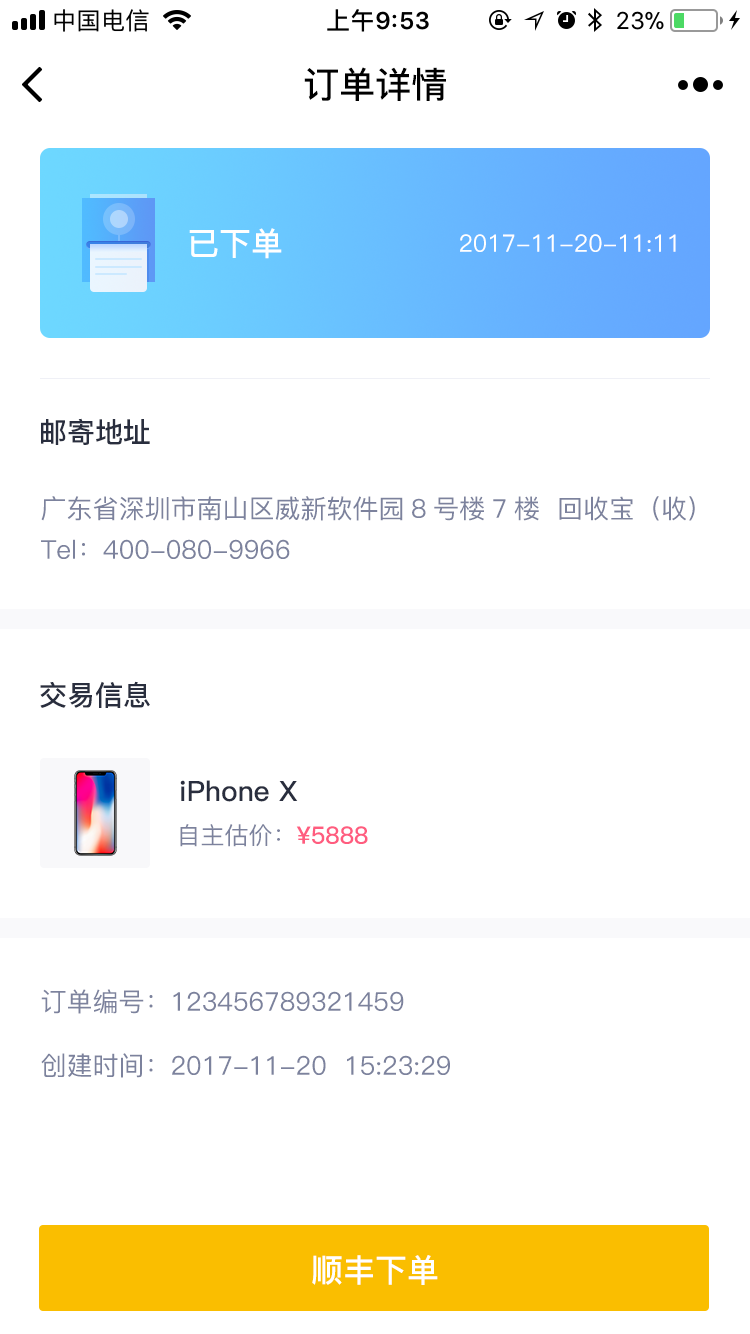 中国电信
上午9:53
23%
订单详情
已下单
2017-11-20-11:11
邮寄地址
广东省深圳市南山区威新软件园 8 号楼 7 楼 回收宝（收）
Tel：400-080-9966
交易信息
iPhone X
自主估价：¥5888
订单编号：123456789321459
创建时间：2017-11-20 15:23:29
顺丰下单